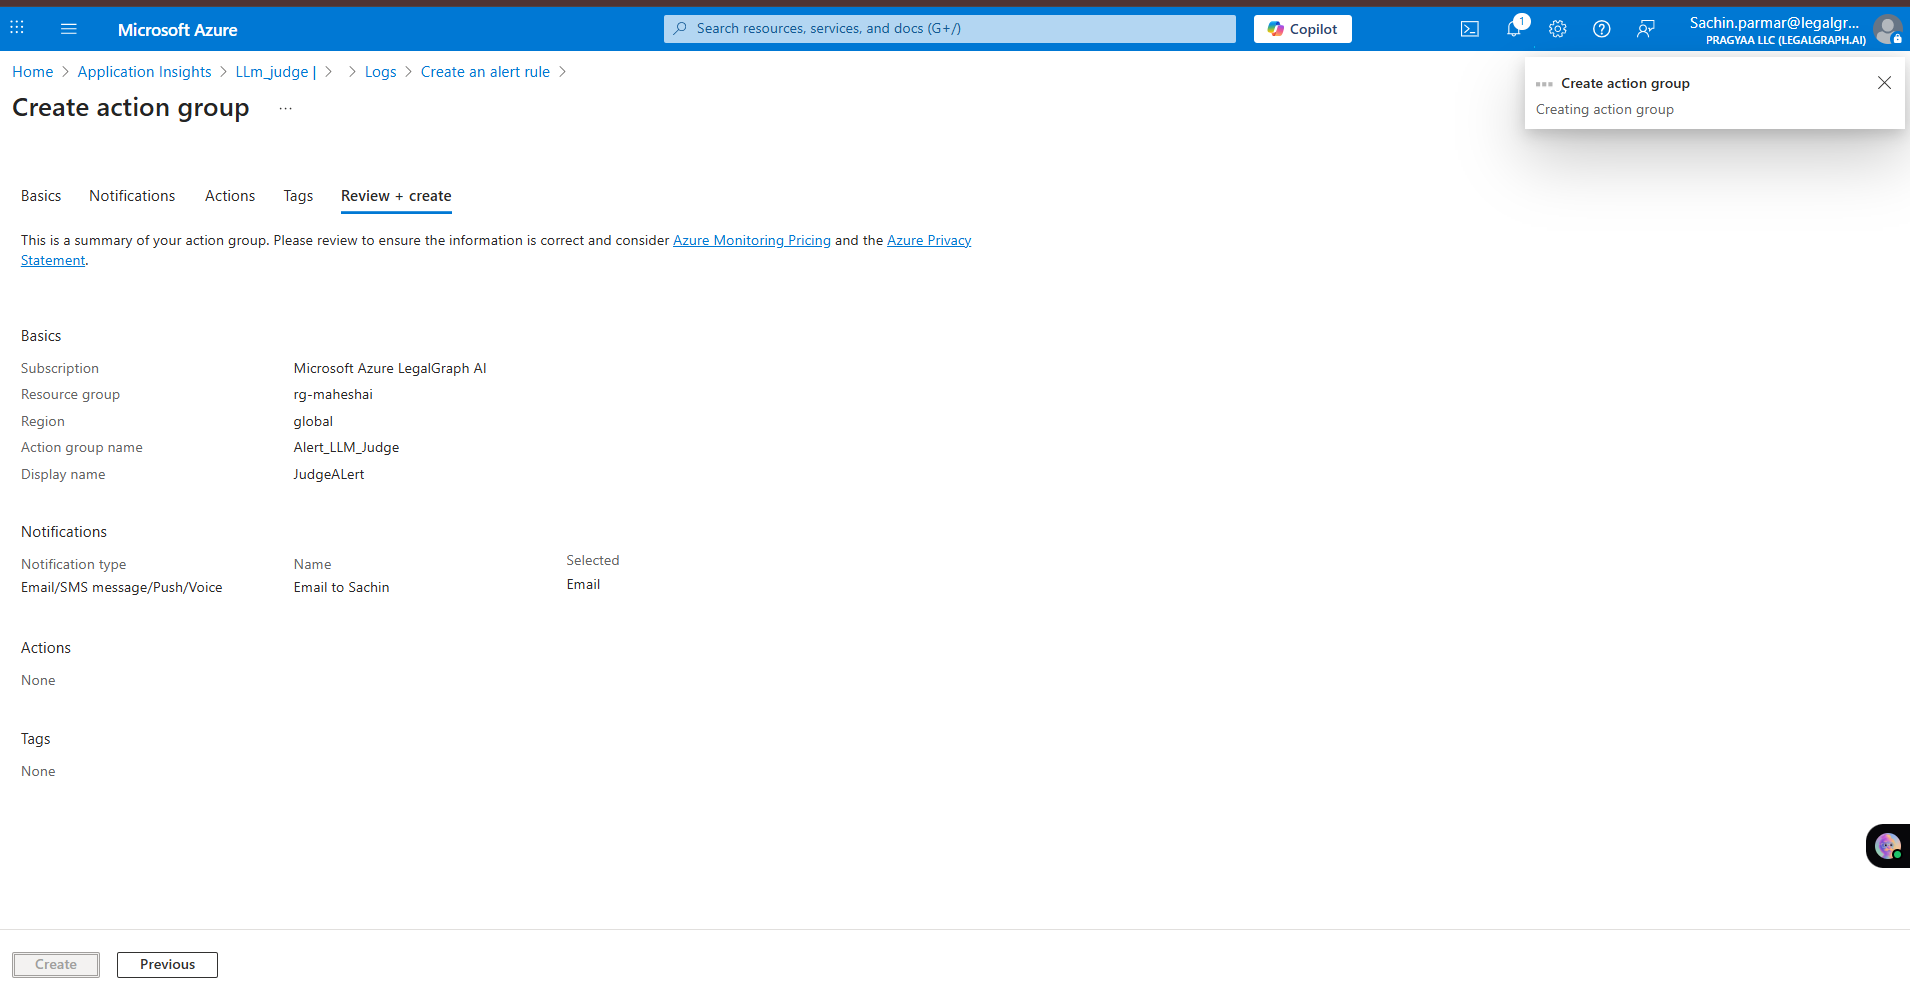 Microsoft Azure
Search resources, services, and docs (G+/)
Copilot
1
Sachin.parmar@legalgr...
PRAGYAA LLC (LEGALGRAPH.AI)
Home > Application Insights > LLm_judge | > > Logs > Create an alert rule >
Create action group
Creating action group
Create action group ...
Basics Notifications Actions Tags Review + create
This is a summary of your action group. Please review to ensure the information is correct and consider Azure Monitoring Pricing and the Azure Privacy
Statement.
Basics
Subscription Microsoft Azure LegalGraph AI
Resource group rg-maheshai
Region global
Action group name Alert_LLM_Judge
Display name JudgeALert
Notifications
Notification type Name Selected
Email/SMS message/Push/Voice Email to Sachin Email
Actions
None
Tags
None
Create Previous